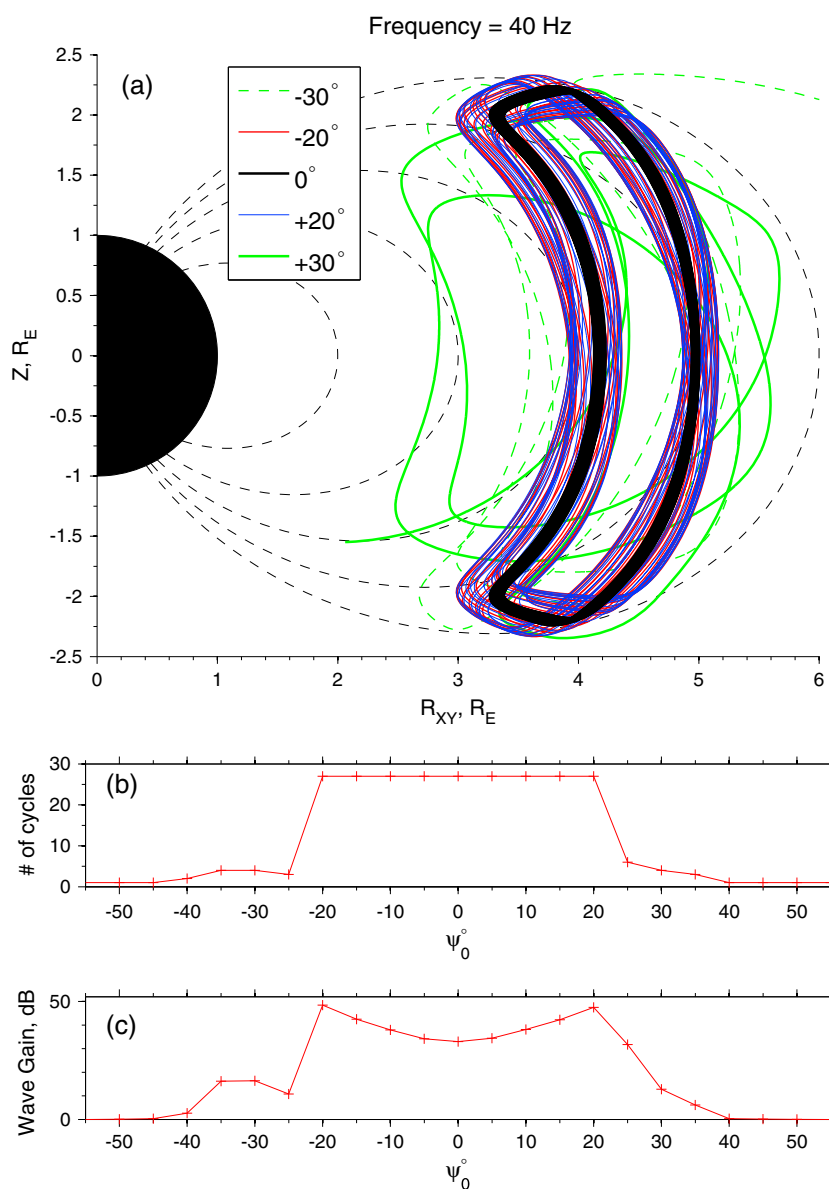 Frequency = 40 Hz
(a)
-30°
-20°
0°
+20°
+30°
2.5
2
1.5
1
0.5
0
-0.5
-1
-1.5
-2
-2.5
Z, R_E
0 1 2 3 4 5 6
R_XY, R_E
(b)
30
20
10
0
# of cycles
-50 -40 -30 -20 -10 0 10 20 30 40 50
ψ₀°
(c)
50
0
Wave Gain, dB
-50 -40 -30 -20 -10 0 10 20 30 40 50
ψ₀°